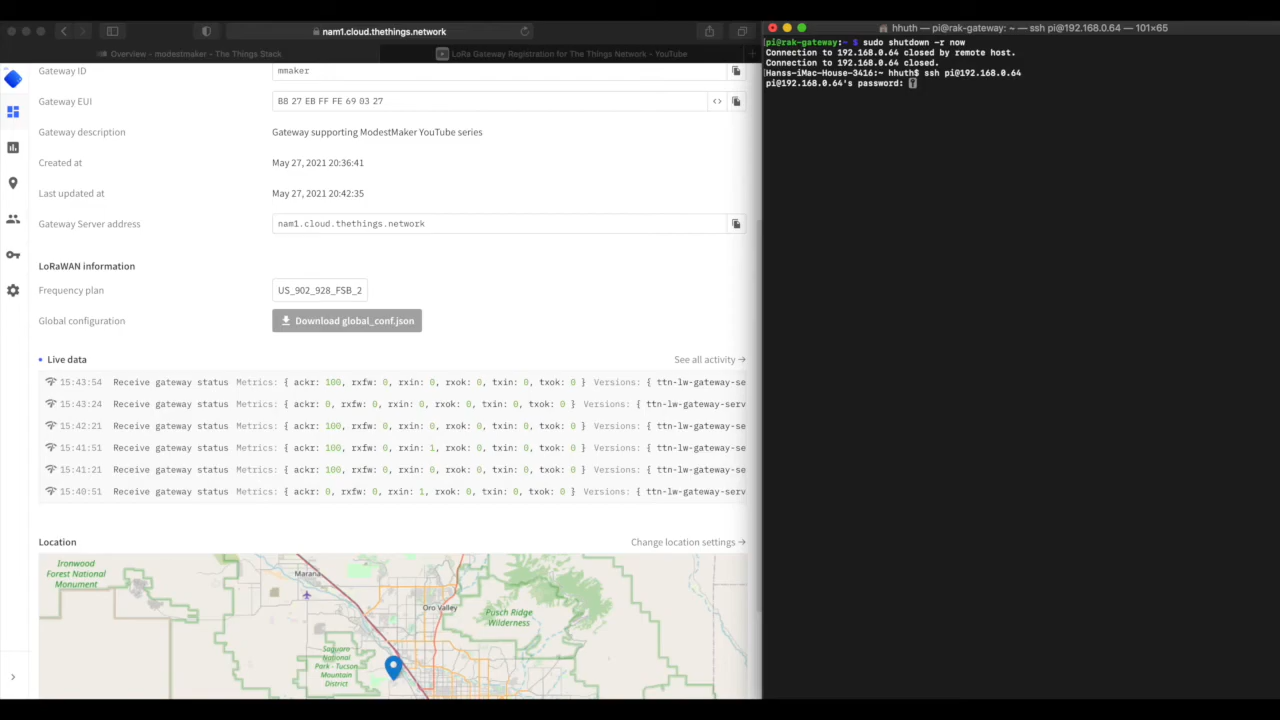 nam1.cloud.thethings.network
Overview - modestmaker - The Things Stack
LoRa Gateway Registration for The Things Network - YouTube
Gateway ID
mmaker
Gateway EUI
B8 27 EB FF FE 69 03 27
Gateway description
Gateway supporting ModestMaker YouTube series
Created at
May 27, 2021 20:36:41
Last updated at
May 27, 2021 20:42:35
Gateway Server address
nam1.cloud.thethings.network
LoRaWAN information
Frequency plan
US_902_928_FSB_2
Global configuration
Download global_conf.json
Live data
See all activity →
15:43:54 Receive gateway status Metrics: { ackr: 100, rxfw: 0, rxin: 0, rxok: 0, txin: 0, txok: 0 } Versions: { ttn-lw-gateway-se
15:43:24 Receive gateway status Metrics: { ackr: 0, rxfw: 0, rxin: 0, rxok: 0, txin: 0, txok: 0 } Versions: { ttn-lw-gateway-serv
15:42:21 Receive gateway status Metrics: { ackr: 100, rxfw: 0, rxin: 0, rxok: 0, txin: 0, txok: 0 } Versions: { ttn-lw-gateway-se
15:41:51 Receive gateway status Metrics: { ackr: 100, rxfw: 0, rxin: 1, rxok: 0, txin: 0, txok: 0 } Versions: { ttn-lw-gateway-se
15:41:21 Receive gateway status Metrics: { ackr: 100, rxfw: 0, rxin: 0, rxok: 0, txin: 0, txok: 0 } Versions: { ttn-lw-gateway-se
15:40:51 Receive gateway status Metrics: { ackr: 0, rxfw: 0, rxin: 1, rxok: 0, txin: 0, txok: 0 } Versions: { ttn-lw-gateway-serv
Location
Change location settings →
Ironwood
Forest National
Monument
Marana
Oro Valley
Pusch Ridge
Wilderness
Saguaro
National
Park - Tucson
Mountain
District
hhuth — pi@rak-gateway: ~ — ssh pi@192.168.0.64 — 101×65
[pi@rak-gateway:~ $ sudo shutdown -r now
Connection to 192.168.0.64 closed by remote host.
Connection to 192.168.0.64 closed.
[Hanss-iMac-House-3416:~ hhuth$ ssh pi@192.168.0.64
pi@192.168.0.64's password: